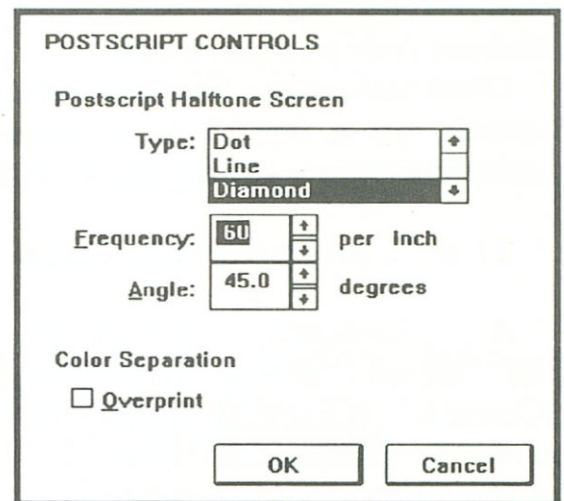 POSTSCRIPT CONTROLS
Postscript Halftone Screen
Type: Dot
Line
Diamond
Frequency: 60 per Inch
Angle: 45.0 degrees
Color Separation
Overprint
OK Cancel